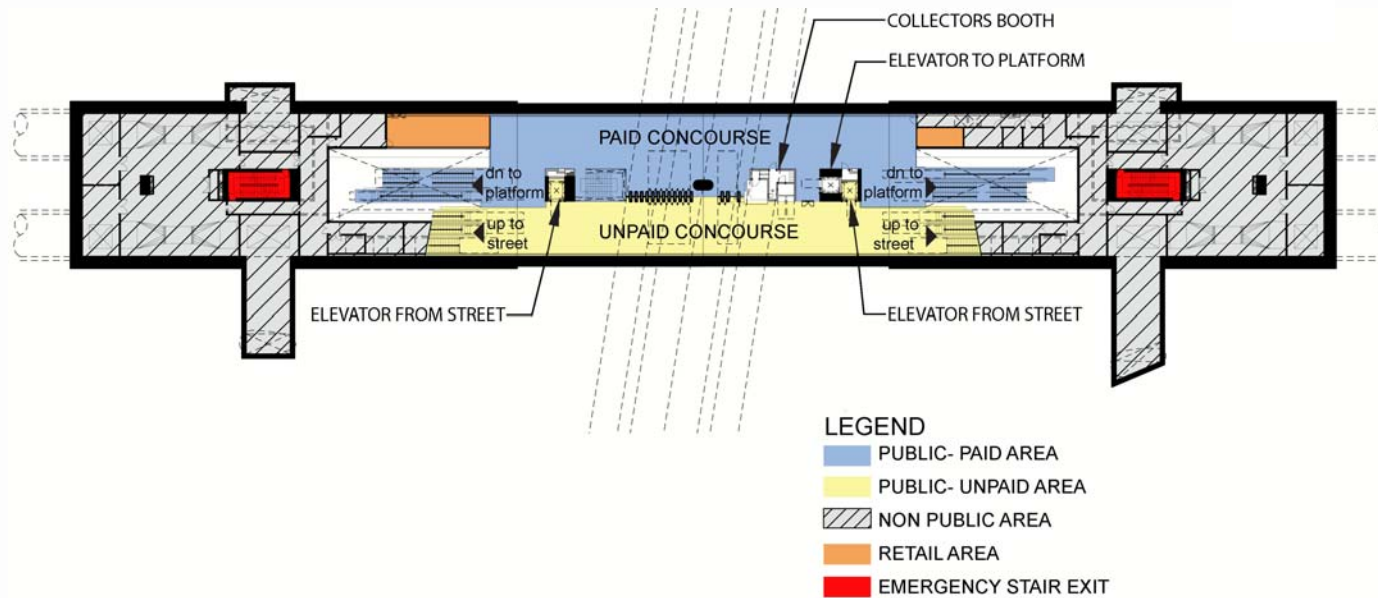 COLLECTORS BOOTH
ELEVATOR TO PLATFORM
PAID CONCOURSE
dn to
platform
dn to
platform
up to
street
UNPAID CONCOURSE
up to
street
ELEVATOR FROM STREET
ELEVATOR FROM STREET
LEGEND
PUBLIC- PAID AREA
PUBLIC- UNPAID AREA
NON PUBLIC AREA
RETAIL AREA
EMERGENCY STAIR EXIT